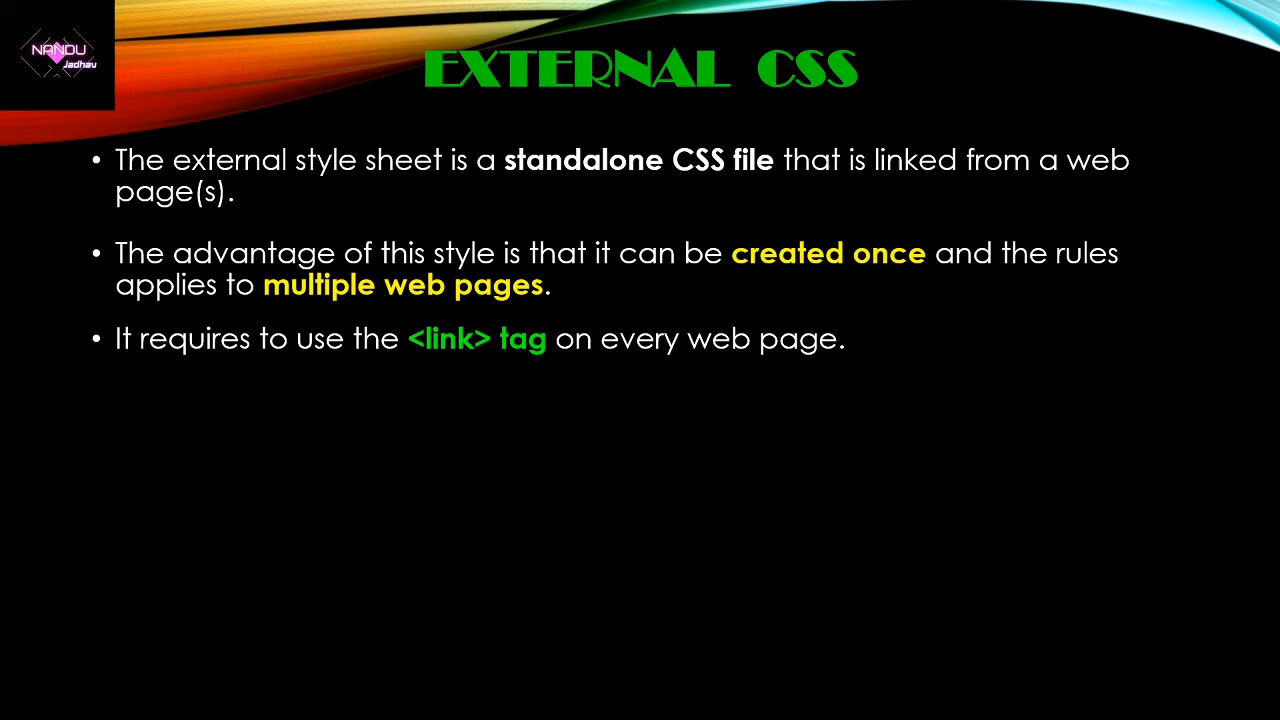 NANDU
Jadhav
EXTERNAL CSS
• The external style sheet is a standalone CSS file that is linked from a web
page(s).
• The advantage of this style is that it can be created once and the rules
applies to multiple web pages.
• It requires to use the <link> tag on every web page.